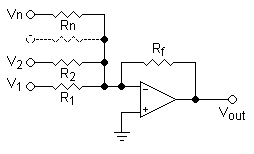 Vn Rn
V2 R2
V1 R1
Rf
−
+
Vout